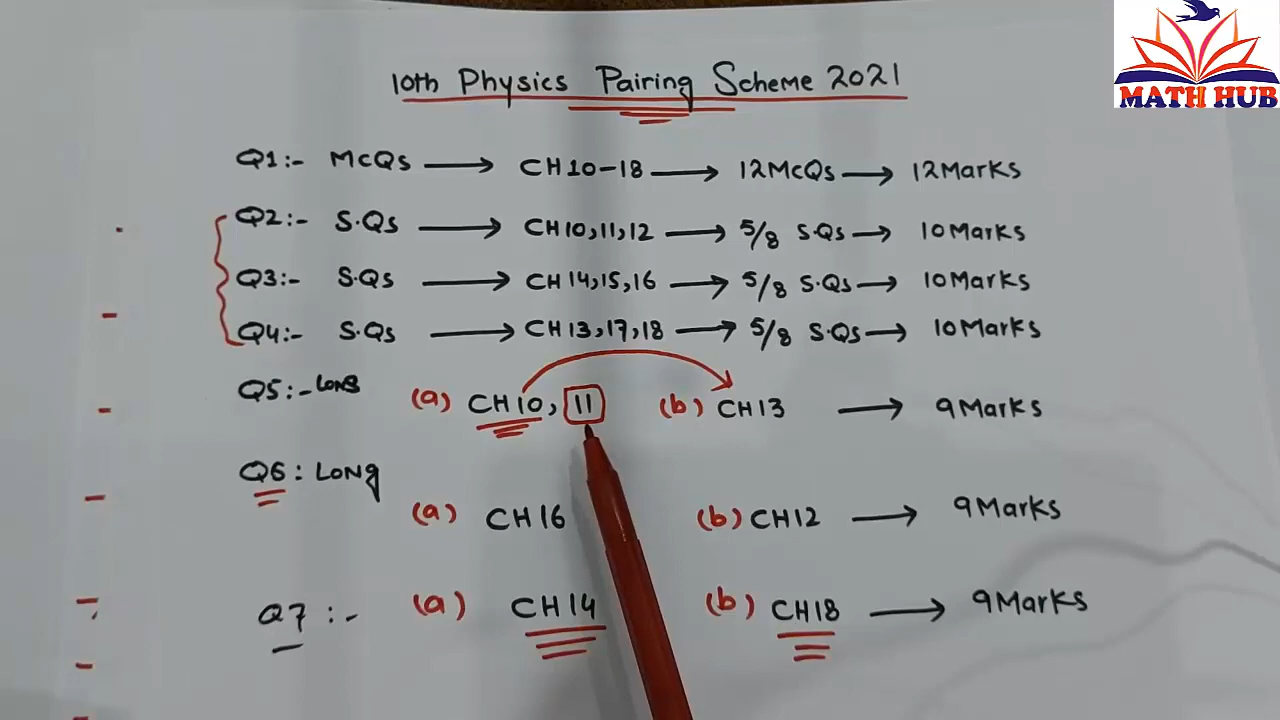 10th Physics Pairing Scheme 2021
MATH HUB
Q1:- McQs → CH10-18 → 12McQs → 12Marks
Q2:- S.Qs → CH10,11,12 → 5/8 S.Qs → 10Marks
Q3:- S.Qs → CH14,15,16 → 5/8 S.Qs → 10Marks
Q4:- S.Qs → CH13,17,18 → 5/8 S.Qs → 10Marks
Q5:- Long (a) CH10, 11 (b) CH13 → 9Marks
Q6: LONg
(a) CH16 (b) CH12 → 9Marks
Q7:- (a) CH14 (b) CH18 → 9Marks